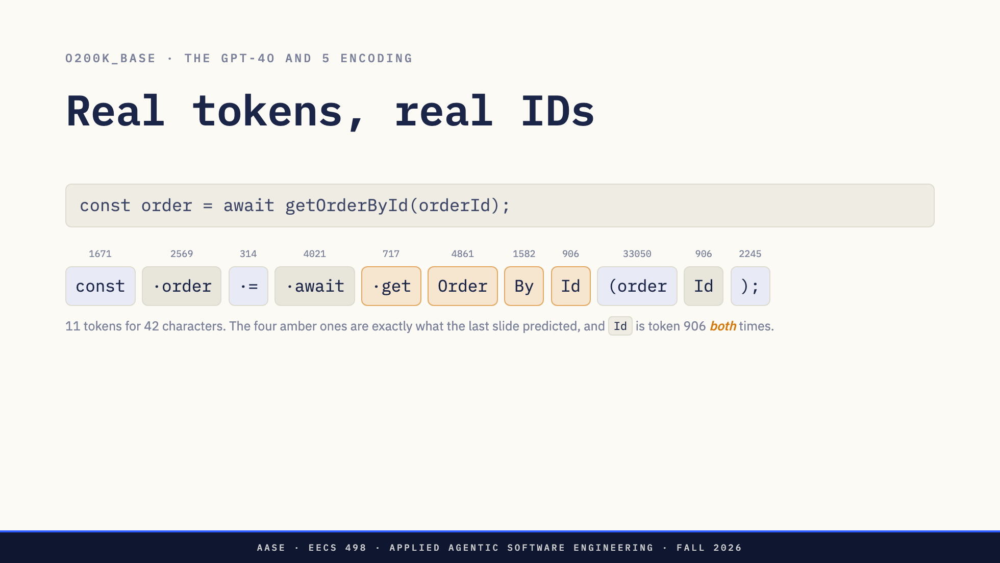 O200K_BASE · THE GPT-4O AND 5 ENCODING
Real tokens, real IDs
const order = await getOrderById(orderId);
1671 2569 314 4021 717 4861 1582 906 33050 906 2245
const ·order ·= ·await ·get Order By Id (order Id );
11 tokens for 42 characters. The four amber ones are exactly what the last slide predicted, and Id is token 906 both times.
AASE · EECS 498 · APPLIED AGENTIC SOFTWARE ENGINEERING · FALL 2026